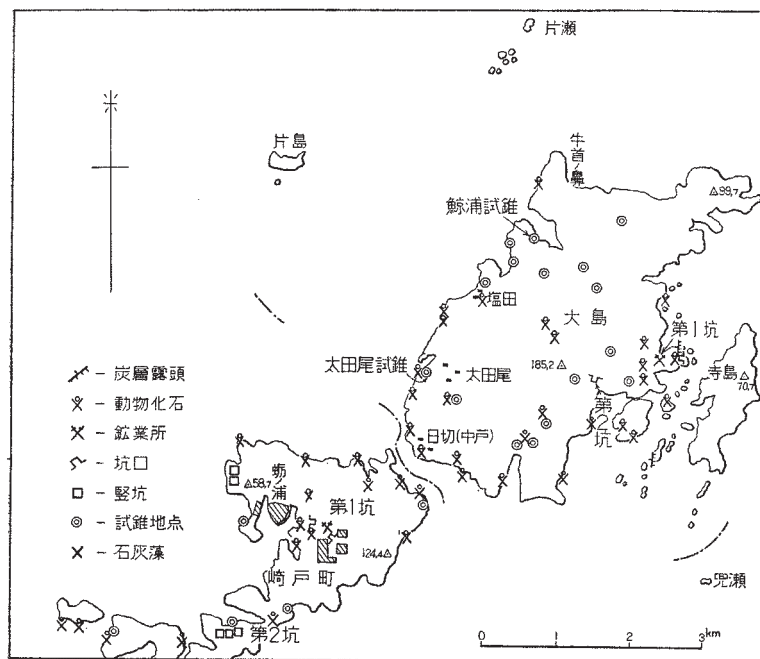 片瀬
片島
牛首ノ鼻
△99,7
鯨浦試錐
塩田
大島
第1坑
太田尾試錐
太田尾
185,2△
寺島
70,7
第2坑
日切(中戸)
炭層露頭
動物化石
鉱業所
坑口
竪坑
試錐地点
石灰藻
△58,7
蛎ノ浦
第1坑
124,4△
崎戸町
第2坑
兜瀬
0 1 2 3km